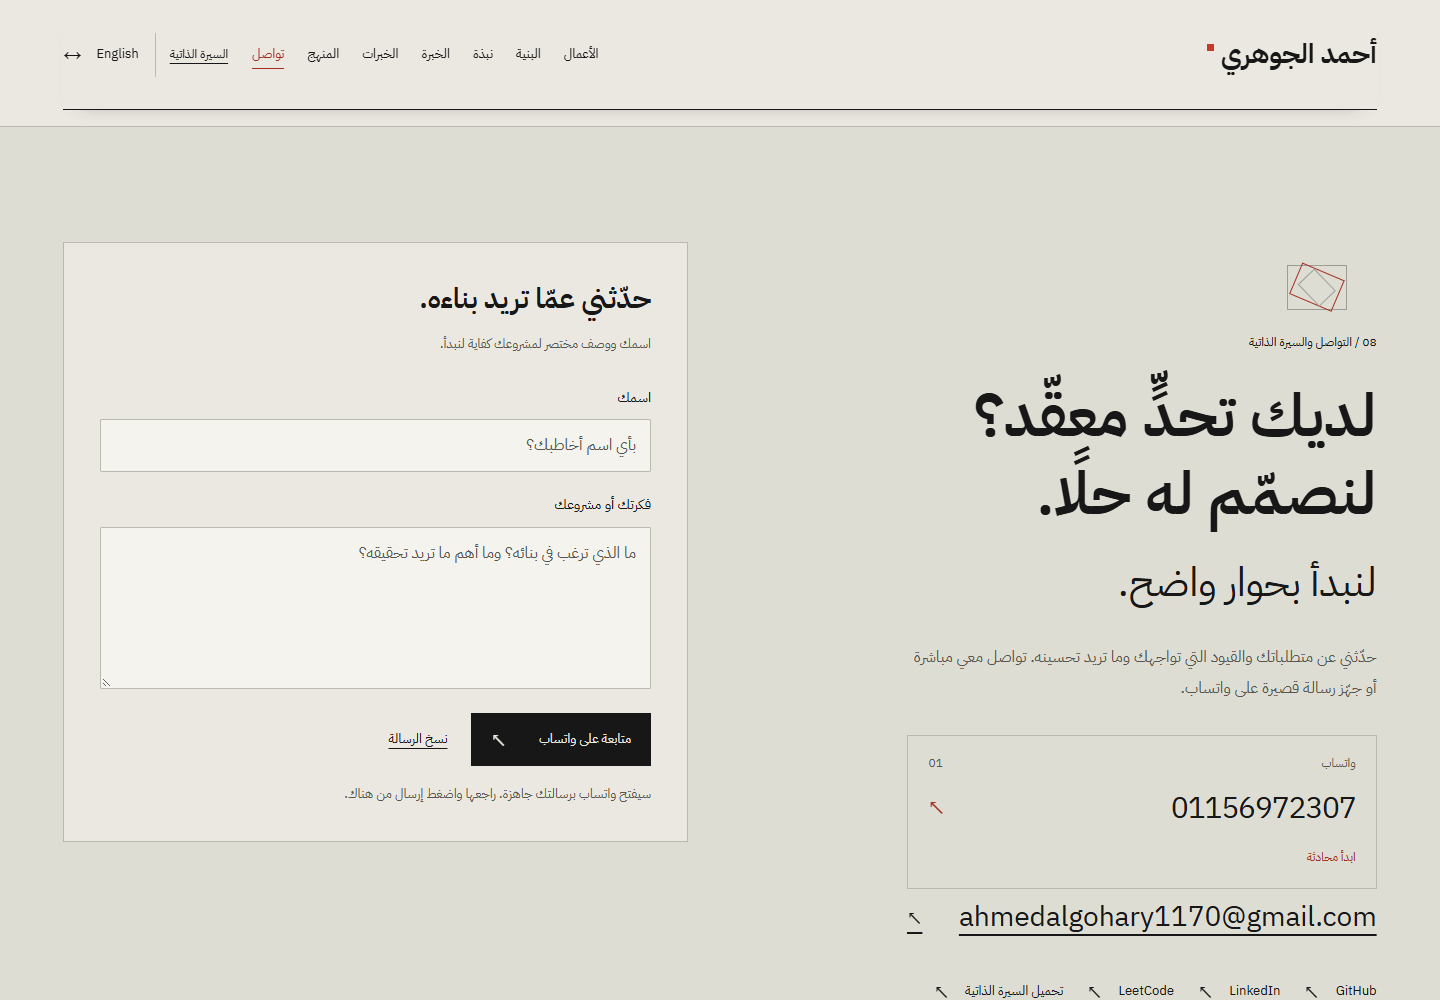 أحمد الجوهري
الأعمال
البنية
نبذة
الخبرة
الخبرات
المنهج
تواصل
السيرة الذاتية
English
08 / التواصل والسيرة الذاتية
لديك تحدٍّ معقّد؟
لنصمّم له حلًا.
لنبدأ بحوار واضح.
حدّثني عن متطلباتك والقيود التي تواجهك وما تريد تحسينه. تواصل معي مباشرة
أو جهّز رسالة قصيرة على واتساب.
واتساب
01
01156972307
ابدأ محادثة
ahmedalgohary1170@gmail.com
GitHub
LinkedIn
LeetCode
تحميل السيرة الذاتية
حدّثني عمّا تريد بناءه.
اسمك ووصف مختصر لمشروعك كفاية لنبدأ.
اسمك
بأي اسم أخاطبك؟
فكرتك أو مشروعك
ما الذي ترغب في بنائه؟ وما أهم ما تريد تحقيقه؟
متابعة على واتساب
نسخ الرسالة
سيفتح واتساب برسالتك جاهزة. راجعها واضغط إرسال من هناك.